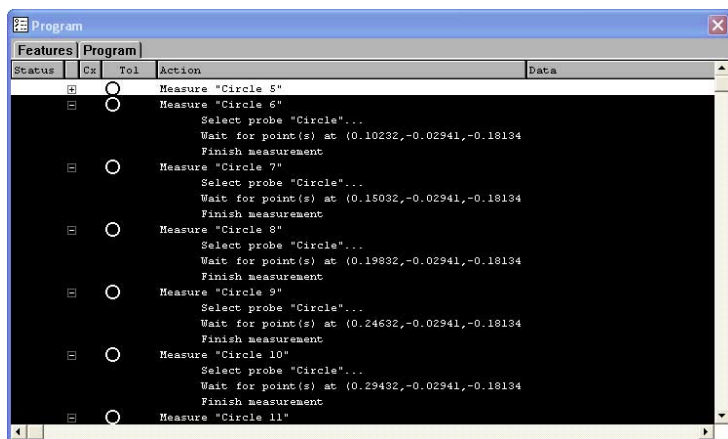 Program
Features Program
Status Cx Tol Action Data
Measure "Circle 5"
Measure "Circle 6"
Select probe "Circle"...
Wait for point(s) at (0.10232,-0.02941,-0.18134
Finish measurement
Measure "Circle 7"
Select probe "Circle"...
Wait for point(s) at (0.15032,-0.02941,-0.18134
Finish measurement
Measure "Circle 8"
Select probe "Circle"...
Wait for point(s) at (0.19832,-0.02941,-0.18134
Finish measurement
Measure "Circle 9"
Select probe "Circle"...
Wait for point(s) at (0.24632,-0.02941,-0.18134
Finish measurement
Measure "Circle 10"
Select probe "Circle"...
Wait for point(s) at (0.29432,-0.02941,-0.18134
Finish measurement
Measure "Circle 11"